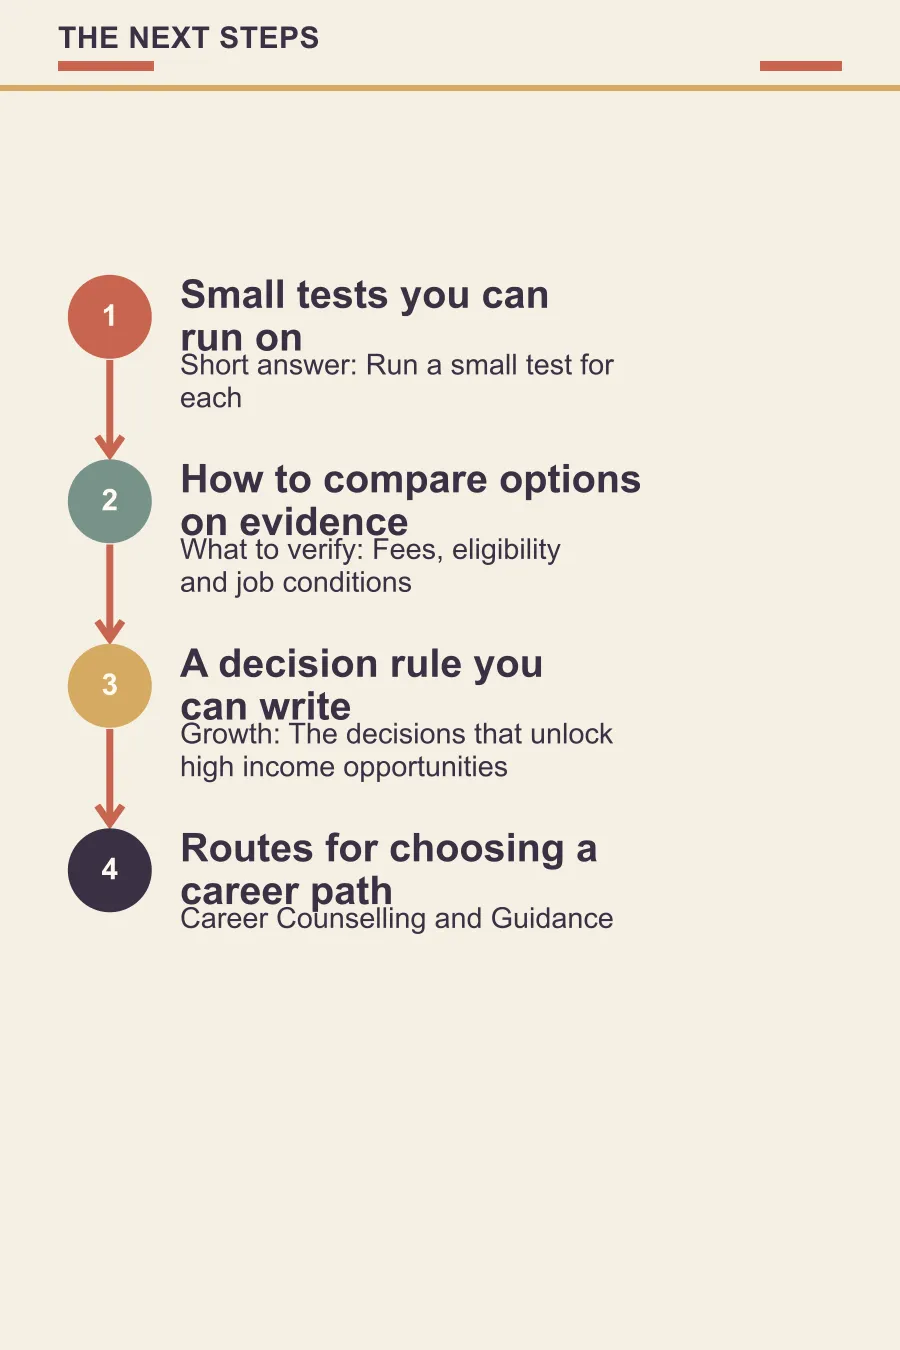 THE NEXT STEPS
1
Small tests you can
run on
Short answer: Run a small test for
each
2
How to compare options
on evidence
What to verify: Fees, eligibility
and job conditions
3
A decision rule you
can write
Growth: The decisions that unlock
high income opportunities
4
Routes for choosing a
career path
Career Counselling and Guidance